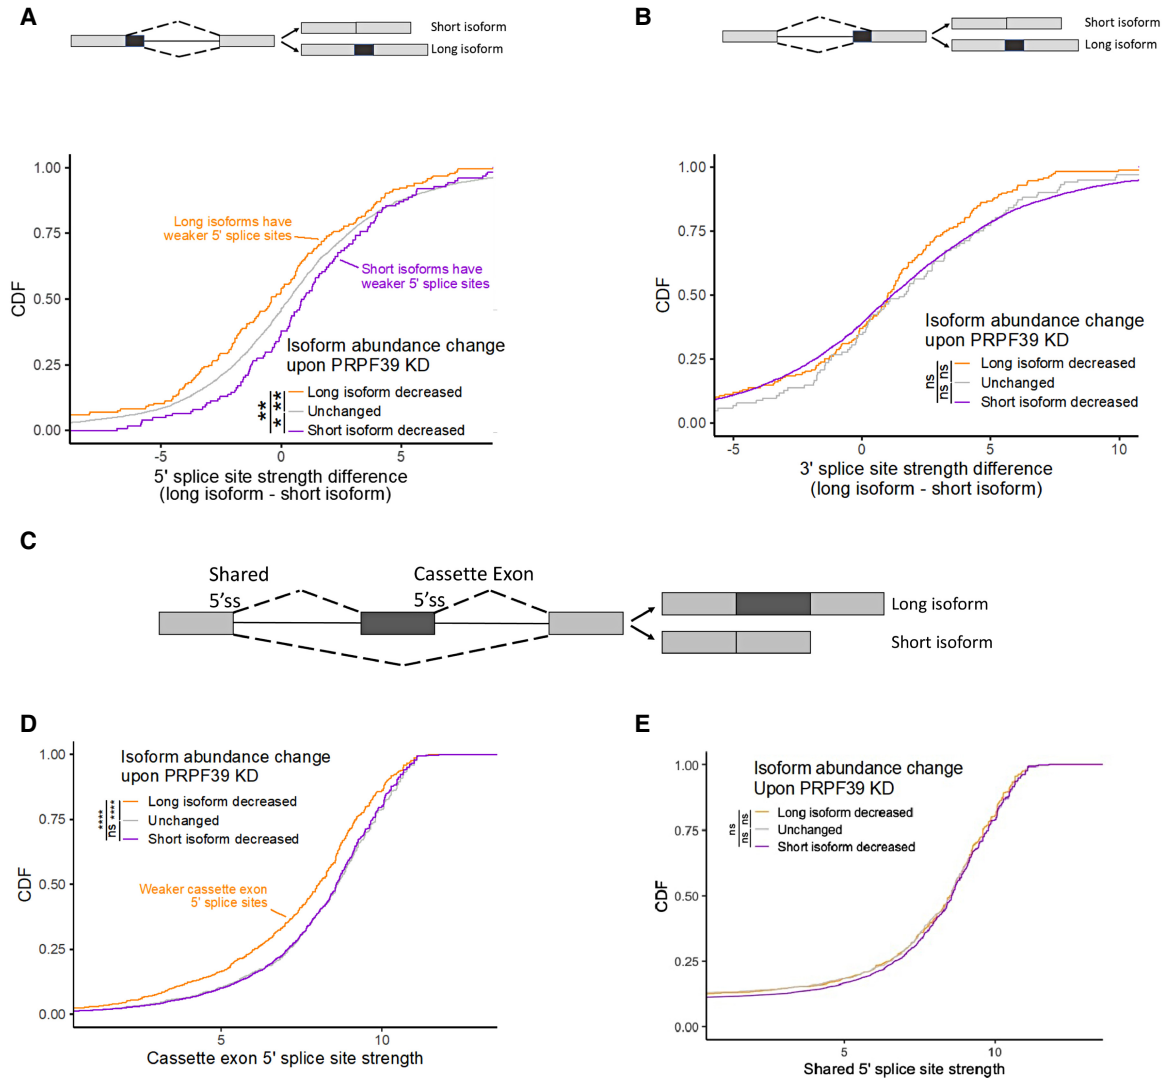 A
Short isoform
Long isoform
B
Short isoform
Long isoform
1.00
0.75
0.50
0.25
0.00
CDF
Long isoforms have
weaker 5' splice sites
Short isoforms have
weaker 5' splice sites
Isoform abundance change
upon PRPF39 KD
Long isoform decreased
Unchanged
Short isoform decreased
**
**
*
-5
0
5
5' splice site strength difference
(long isoform - short isoform)
1.00
0.75
0.50
0.25
0.00
CDF
Isoform abundance change
upon PRPF39 KD
Long isoform decreased
Unchanged
Short isoform decreased
ns
ns
ns
-5
0
5
10
3' splice site strength difference
(long isoform - short isoform)
C
Shared
5'ss
Cassette Exon
5'ss
Long isoform
Short isoform
D
1.00
0.75
0.50
0.25
0.00
CDF
Isoform abundance change
upon PRPF39 KD
Long isoform decreased
Unchanged
Short isoform decreased
****
ns
****
Weaker cassette exon
5' splice sites
5
10
Cassette exon 5' splice site strength
E
1.00
0.75
0.50
0.25
0.00
CDF
Isoform abundance change
Upon PRPF39 KD
Long isoform decreased
Unchanged
Short isoform decreased
ns
ns
ns
5
10
Shared 5' splice site strength